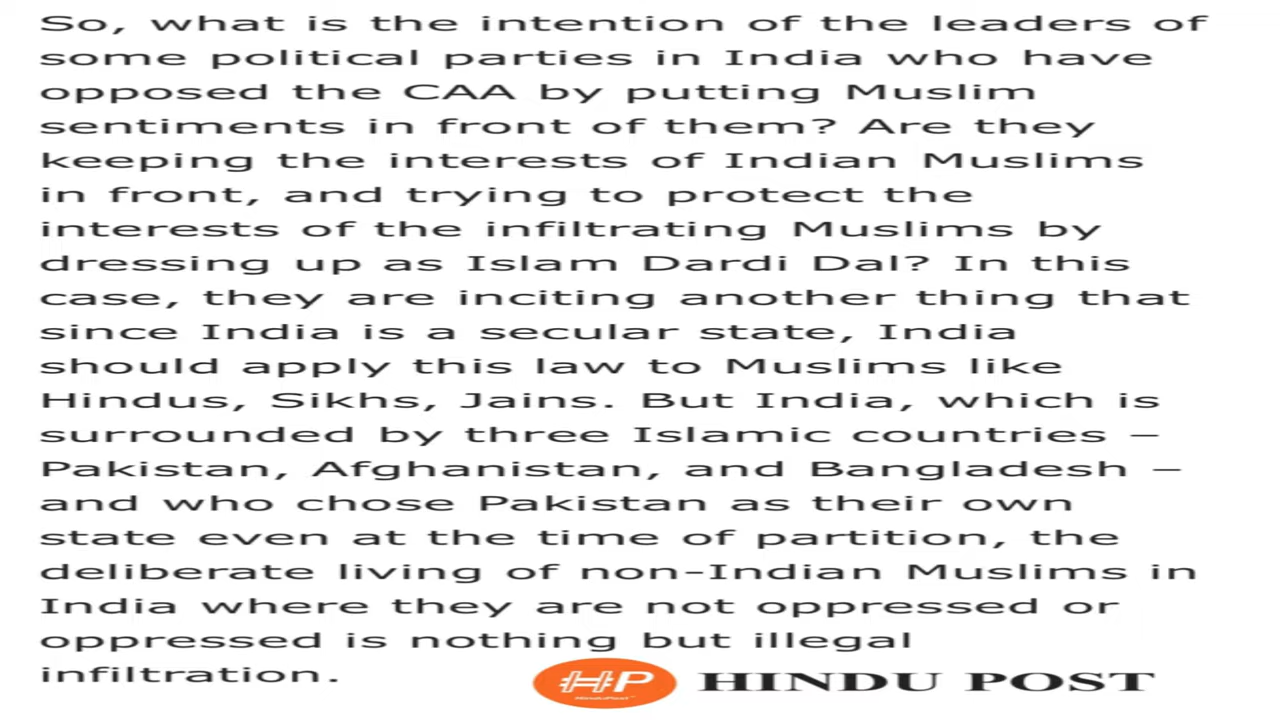 So, what is the intention of the leaders of
some political parties in India who have
opposed the CAA by putting Muslim
sentiments in front of them? Are they
keeping the interests of Indian Muslims
in front, and trying to protect the
interests of the infiltrating Muslims by
dressing up as Islam Dardi Dal? In this
case, they are inciting another thing that
since India is a secular state, India
should apply this law to Muslims like
Hindus, Sikhs, Jains. But India, which is
surrounded by three Islamic countries –
Pakistan, Afghanistan, and Bangladesh –
and who chose Pakistan as their own
state even at the time of partition, the
deliberate living of non-Indian Muslims in
India where they are not oppressed or
oppressed is nothing but illegal
infiltration.
HP HINDU POST
HinduPost™